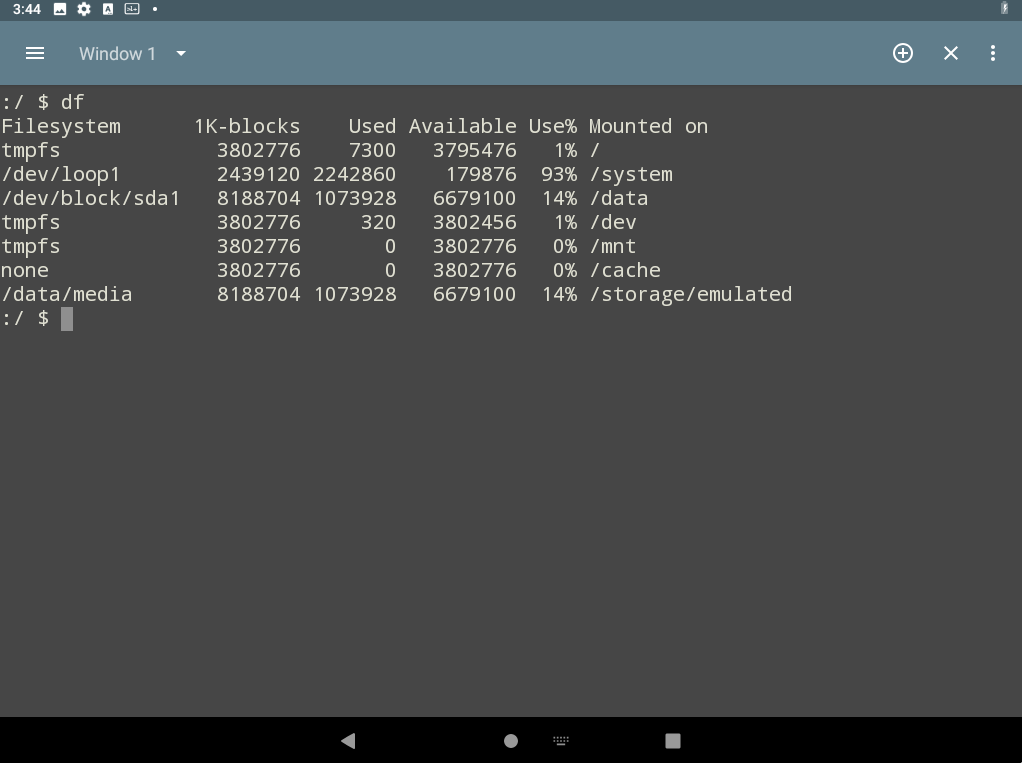 3:44
Window 1
:/ $ df
Filesystem      1K-blocks    Used Available Use% Mounted on
tmpfs             3802776    7300   3795476   1% /
/dev/loop1        2439120 2242860    179876  93% /system
/dev/block/sda1   8188704 1073928   6679100  14% /data
tmpfs             3802776     320   3802456   1% /dev
tmpfs             3802776       0   3802776   0% /mnt
none              3802776       0   3802776   0% /cache
/data/media       8188704 1073928   6679100  14% /storage/emulated
:/ $